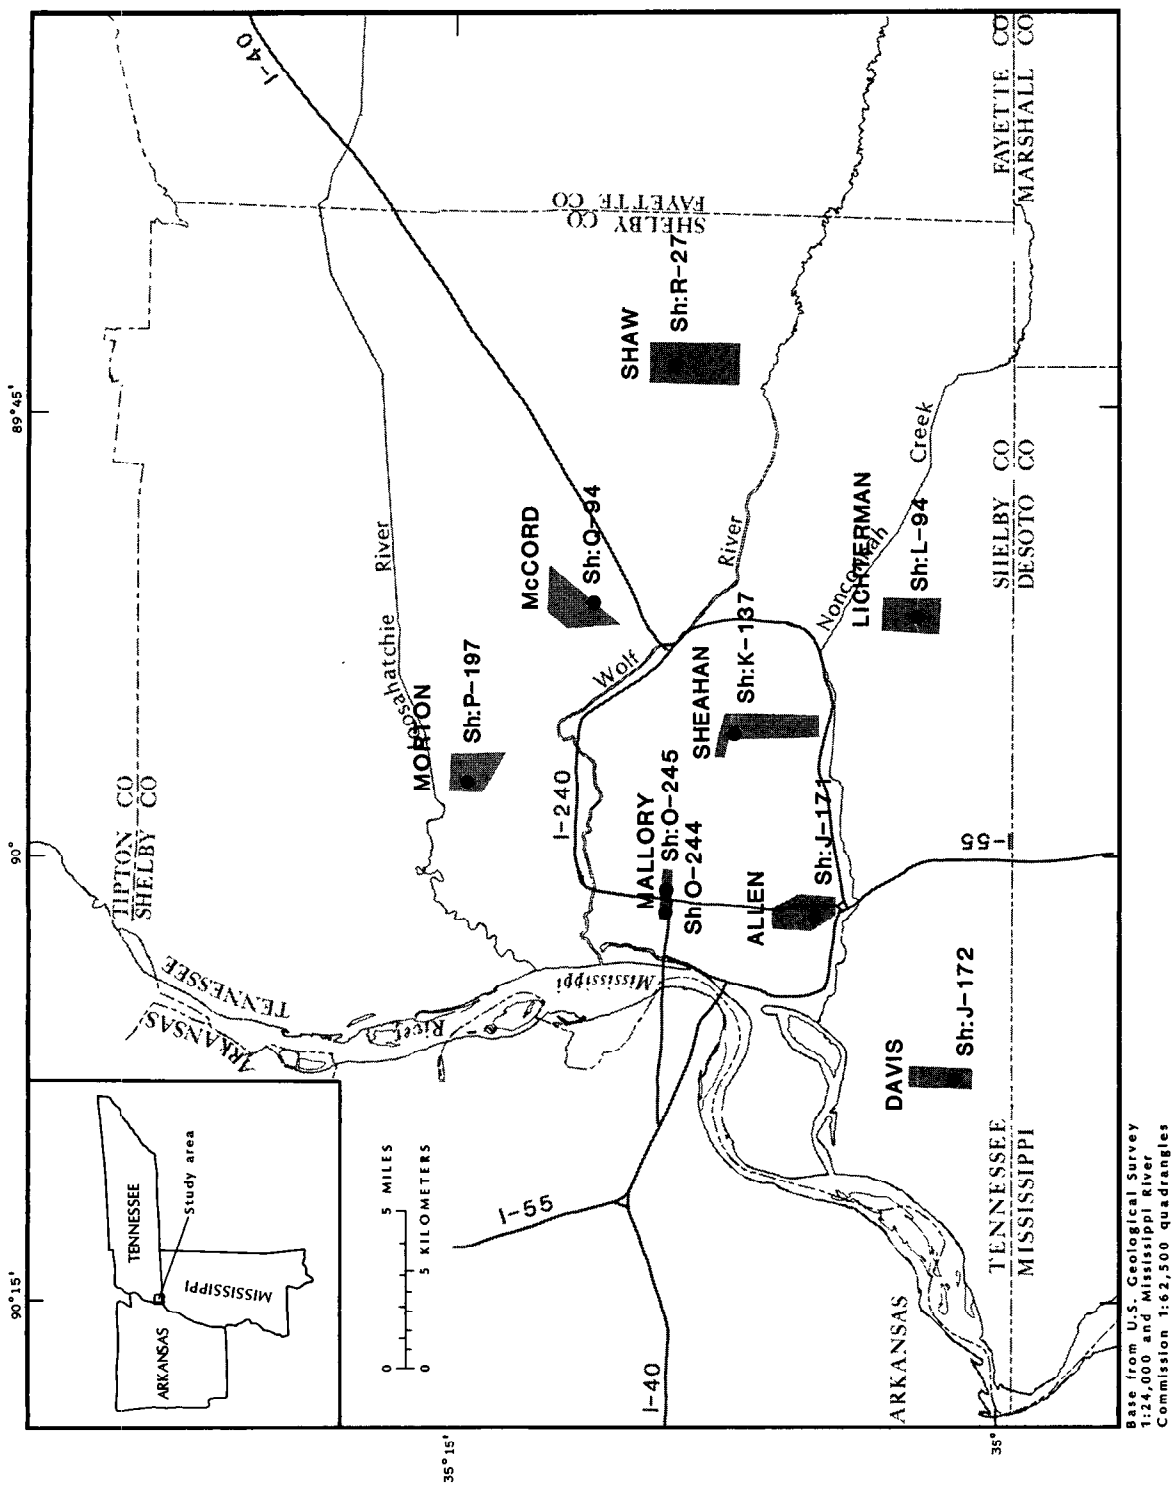 90°15'
90°
89°45'
35°15'
35°
TENNESSEE
ARKANSAS
MISSISSIPPI
Study area
5 MILES
5 KILOMETERS
0
0
ARKANSAS
TENNESSEE
Mississippi
River
TIPTON CO
SHELBY CO
Loosahatchie
River
I-40
MORTON
Sh:P-197
McCORD
Sh:Q-94
SHELBY CO
FAYETTE CO
SHAW
Sh:R-27
I-240
Wolf
River
I-55
I-40
MALLORY
Sh:O-245
Sh:O-244
SHEAHAN
Sh:K-137
ALLEN
Sh:J-171
Nonconnah
Creek
LICHTERMAN
Sh:L-94
DAVIS
Sh:J-172
I-55
ARKANSAS
TENNESSEE
MISSISSIPPI
SHELBY CO
DESOTO CO
FAYETTE CO
MARSHALL CO
Base from U.S. Geological Survey
1:24,000 and Mississippi River
Commission 1:62,500 quadrangles